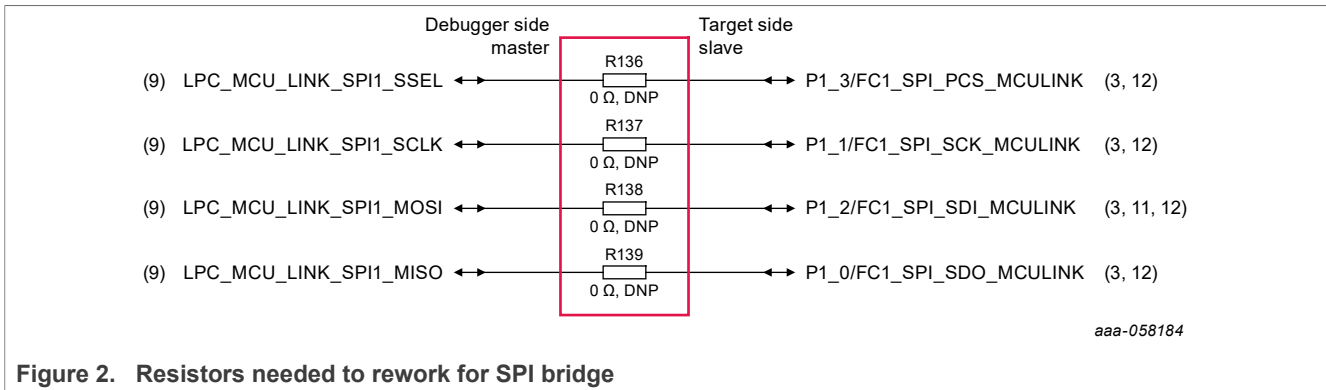 Debugger side
master
Target side
slave
(9) LPC_MCU_LINK_SPI1_SSEL R136 P1_3/FC1_SPI_PCS_MCULINK (3, 12)
0 Ω, DNP
(9) LPC_MCU_LINK_SPI1_SCLK R137 P1_1/FC1_SPI_SCK_MCULINK (3, 12)
0 Ω, DNP
(9) LPC_MCU_LINK_SPI1_MOSI R138 P1_2/FC1_SPI_SDI_MCULINK (3, 11, 12)
0 Ω, DNP
(9) LPC_MCU_LINK_SPI1_MISO R139 P1_0/FC1_SPI_SDO_MCULINK (3, 12)
0 Ω, DNP
aaa-058184
Figure 2. Resistors needed to rework for SPI bridge